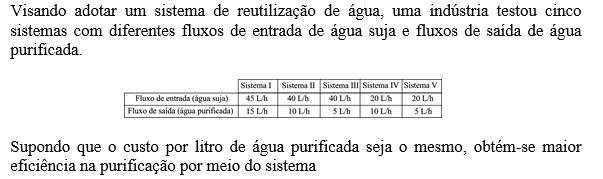 Visando adotar um sistema de reutilização de água, uma indústria testou cinco
sistemas com diferentes fluxos de entrada de água suja e fluxos de saída de água
purificada.
Sistema I Sistema II Sistema III Sistema IV Sistema V
Fluxo de entrada (água suja) 45 L/h 40 L/h 40 L/h 20 L/h 20 L/h
Fluxo de saída (água purificada) 15 L/h 10 L/h 5 L/h 10 L/h 5 L/h
Supondo que o custo por litro de água purificada seja o mesmo, obtém-se maior
eficiência na purificação por meio do sistema